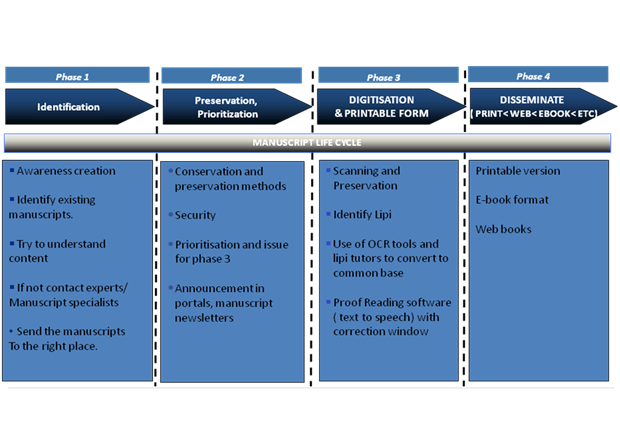 Phase 1
Phase 2
Phase 3
Phase 4
Identification
Preservation,
Prioritization
DIGITISATION
& PRINTABLE FORM
DISSEMINATE
( PRINT< WEB< EBOOK< ETC)
MANUSCRIPT LIFE CYCLE
▪ Awareness creation
▪ Identify existing
manuscripts.
▪ Try to understand
content
▪ If not contact experts/
Manuscript specialists
• Send the manuscripts
To the right place.
• Conservation and
preservation methods
• Security
• Prioritisation and issue
for phase 3
• Announcement in
portals, manuscript
newsletters
▪ Scanning and
Preservation
▪ Identify Lipi
▪ Use of OCR tools and
lipi tutors to convert to
common base
▪ Proof Reading software
( text to speech) with
correction window
Printable version
E-book format
Web books